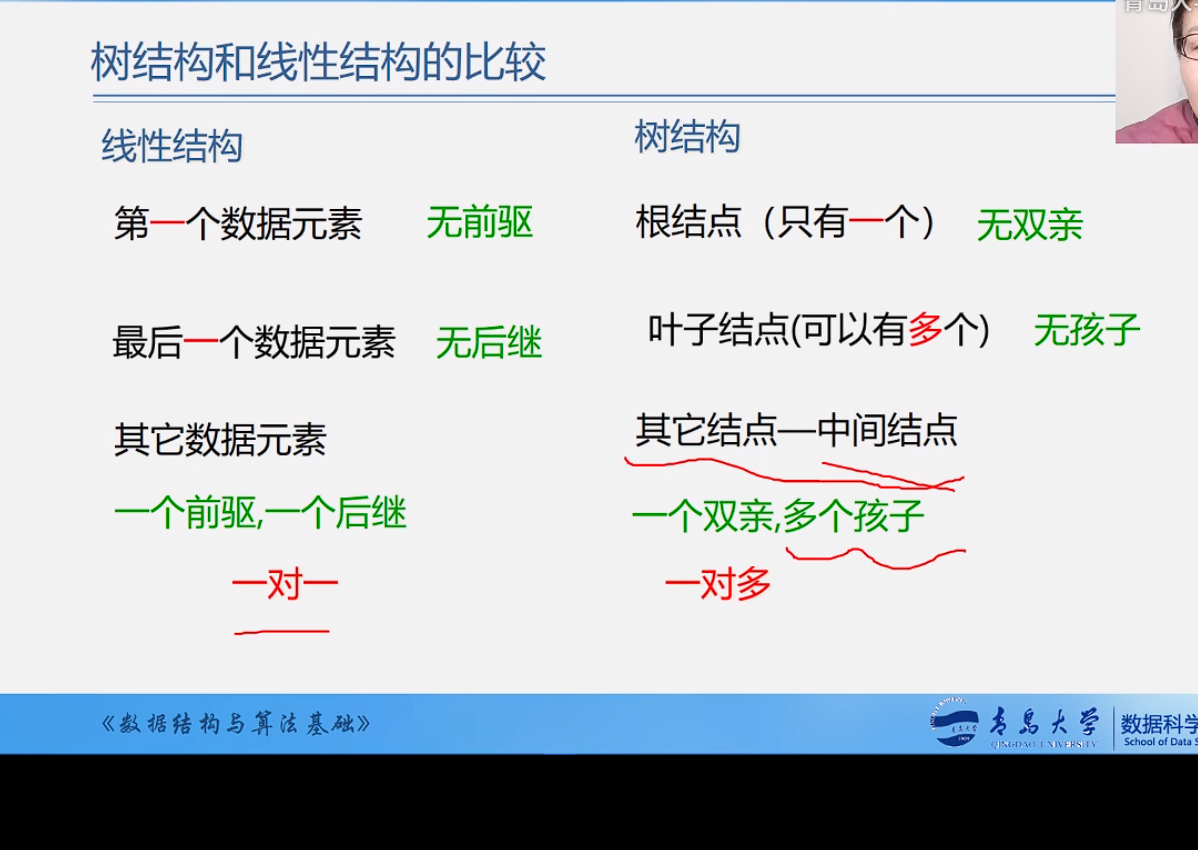 树结构和线性结构的比较
线性结构
树结构
第一个数据元素 无前驱
根结点（只有一个） 无双亲
最后一个数据元素 无后继
叶子结点(可以有多个) 无孩子
其它数据元素
其它结点—中间结点
一个前驱,一个后继
一个双亲,多个孩子
一对一
一对多
《数据结构与算法基础》
青岛大学
QINGDAO UNIVERSITY
数据科学
School of Data S
青岛大